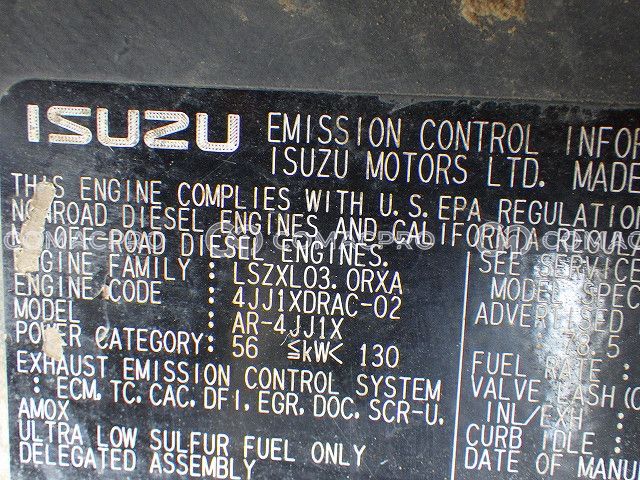 ISUZU EMISSION CONTROL INFOR
ISUZU MOTORS LTD. MADE
THIS ENGINE COMPLIES WITH U.S. EPA REGULATION
NONROAD DIESEL ENGINES AND CALIFORNIA REGUL
OFF-ROAD DIESEL ENGINES.
ENGINE FAMILY : LSZXL03.0RXA
ENGINE CODE : 4JJ1XDRAC-02
MODEL : AR-4JJ1X
POWER CATEGORY: 56 ≦kW< 130
EXHAUST EMISSION CONTROL SYSTEM
: ECM, TC, CAC, DFI, EGR, DOC, SCR-U,
AMOX
ULTRA LOW SULFUR FUEL ONLY
DELEGATED ASSEMBLY
SEE SERVICE
MODEL SPEC
ADVERTISED
78.5
FUEL RATE :
VALVE LASH (C
INL/EXH :
CURB IDLE :
DATE OF MANU